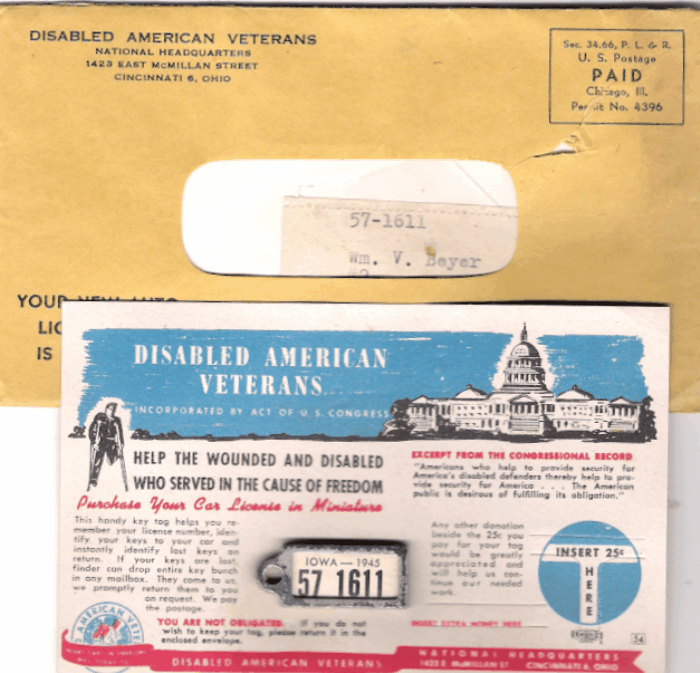 DISABLED AMERICAN VETERANS
NATIONAL HEADQUARTERS
1423 EAST McMILLAN STREET
CINCINNATI 6, OHIO
Sec. 34.66, P. L. & R.
U. S. Postage
PAID
Chicago, Ill.
Permit No. 4396
57-1611
Wm. V. Beyer
YOUR NEW AUTO
LIC
IS
DISABLED AMERICAN
VETERANS
INCORPORATED BY ACT OF U.S. CONGRESS
HELP THE WOUNDED AND DISABLED
WHO SERVED IN THE CAUSE OF FREEDOM
Purchase Your Car License in Miniature
EXCERPT FROM THE CONGRESSIONAL RECORD
"Americans who help to provide security for
America's disabled defenders thereby help to pro-
vide security for America . . . The American
public is desirous of fulfilling its obligation."
This handy key tag helps you re-
member your license number, iden-
tify your keys to your car and
instantly identify lost keys on
return. If your keys are lost,
finder can drop entire key bunch
in any mailbox. They come to us,
we promptly return them to you
on request. We pay
the postage.
IOWA — 1945
57 1611
Any other donation
beside the 25c you
pay for your tag
would be greatly
appreciated and
will help us con-
tinue our needed
work.
INSERT EXTRA MONEY HERE
INSERT 25c
HERE
54
YOU ARE NOT OBLIGATED. If you do not
wish to keep your tag, please return it in the
enclosed envelope.
DISABLED AMERICAN VETERANS
NATIONAL HEADQUARTERS
1423 E. McMILLAN ST CINCINNATI 6, OHIO